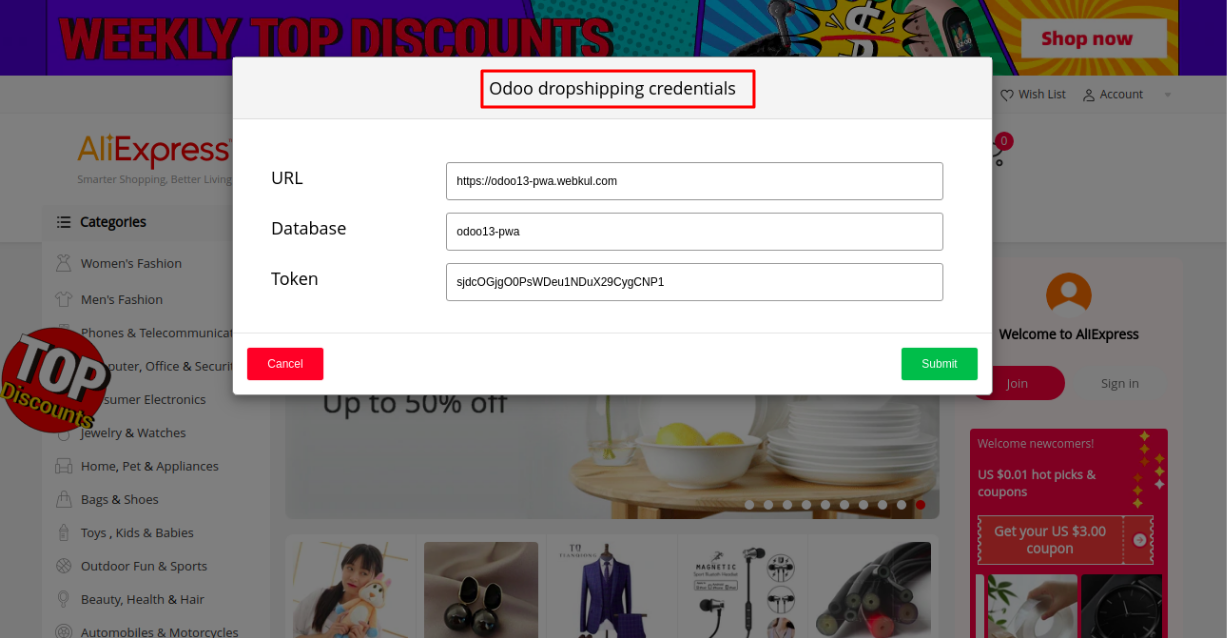 WEEKLY TOP DISCOUNTS
Shop now
Odoo dropshipping credentials
Wish List
Account
0
AliExpress
Smarter Shopping, Better Living
URL
https://odoo13-pwa.webkul.com
Database
odoo13-pwa
Token
sjdcOGjgO0PsWDeu1NDuX29CygCNP1
Cancel
Submit
Categories
Women's Fashion
Men's Fashion
Phones & Telecommunicat
puter, Office & Securit
sumer Electronics
Jewelry & Watches
Home, Pet & Appliances
Bags & Shoes
Toys , Kids & Babies
Outdoor Fun & Sports
Beauty, Health & Hair
Automobiles & Motorcycles
TOP
Discounts
Up to 50% off
Welcome to AliExpress
Join
Sign in
Welcome newcomers!
US $0.01 hot picks &
coupons
Get your US $3.00
coupon
MAGNETIC